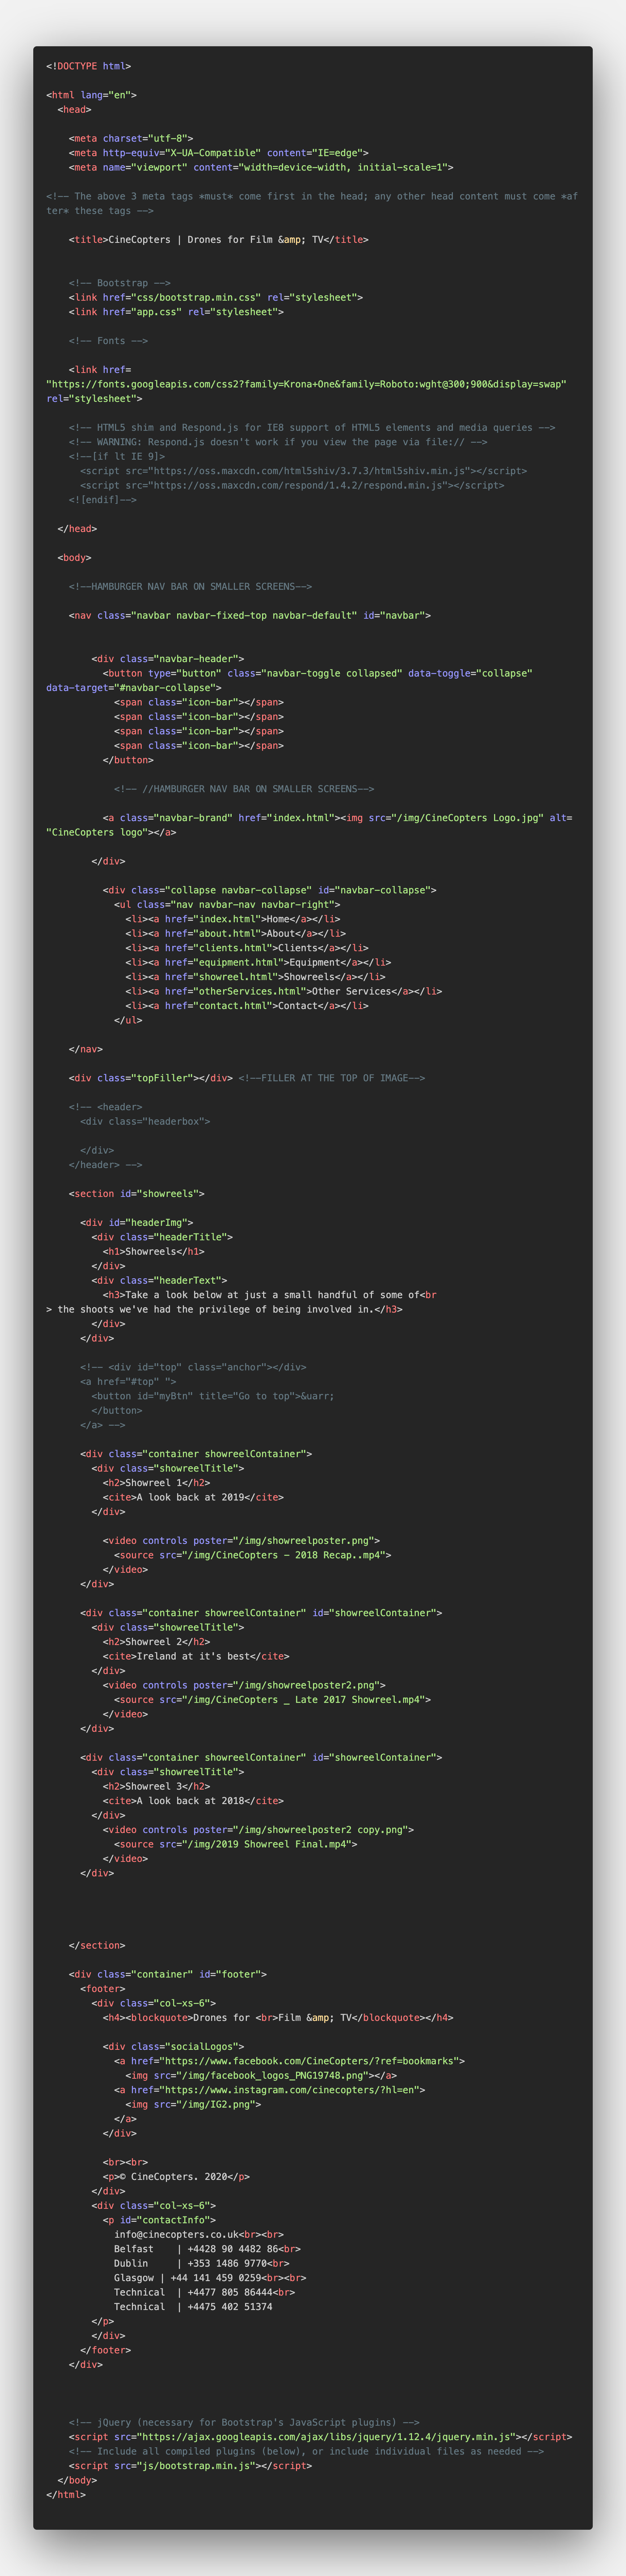 <!DOCTYPE html>
<html lang="en">
<head>
<meta charset="utf-8">
<meta http-equiv="X-UA-Compatible" content="IE=edge">
<meta name="viewport" content="width=device-width, initial-scale=1">
<!-- The above 3 meta tags *must* come first in the head; any other head content must come *af
ter* these tags -->
<title>CineCopters | Drones for Film &amp; TV</title>
<!-- Bootstrap -->
<link href="css/bootstrap.min.css" rel="stylesheet">
<link href="app.css" rel="stylesheet">
<!-- Fonts -->
<link href=
"https://fonts.googleapis.com/css2?family=Krona+One&family=Roboto:wght@300;900&display=swap"
rel="stylesheet">
<!-- HTML5 shim and Respond.js for IE8 support of HTML5 elements and media queries -->
<!-- WARNING: Respond.js doesn't work if you view the page via file:// -->
<!--[if lt IE 9]>
<script src="https://oss.maxcdn.com/html5shiv/3.7.3/html5shiv.min.js"></script>
<script src="https://oss.maxcdn.com/respond/1.4.2/respond.min.js"></script>
<![endif]-->
</head>
<body>
<!--HAMBURGER NAV BAR ON SMALLER SCREENS-->
<nav class="navbar navbar-fixed-top navbar-default" id="navbar">
<div class="navbar-header">
<button type="button" class="navbar-toggle collapsed" data-toggle="collapse"
data-target="#navbar-collapse">
<span class="icon-bar"></span>
<span class="icon-bar"></span>
<span class="icon-bar"></span>
<span class="icon-bar"></span>
</button>
<!-- //HAMBURGER NAV BAR ON SMALLER SCREENS-->
<a class="navbar-brand" href="index.html"><img src="/img/CineCopters Logo.jpg" alt=
"CineCopters logo"></a>
</div>
<div class="collapse navbar-collapse" id="navbar-collapse">
<ul class="nav navbar-nav navbar-right">
<li><a href="index.html">Home</a></li>
<li><a href="about.html">About</a></li>
<li><a href="clients.html">Clients</a></li>
<li><a href="equipment.html">Equipment</a></li>
<li><a href="showreel.html">Showreels</a></li>
<li><a href="otherServices.html">Other Services</a></li>
<li><a href="contact.html">Contact</a></li>
</ul>
</nav>
<div class="topFiller"></div> <!--FILLER AT THE TOP OF IMAGE-->
<!-- <header>
<div class="headerbox">
</div>
</header> -->
<section id="showreels">
<div id="headerImg">
<div class="headerTitle">
<h1>Showreels</h1>
</div>
<div class="headerText">
<h3>Take a look below at just a small handful of some of<br
> the shoots we've had the privilege of being involved in.</h3>
</div>
</div>
<!-- <div id="top" class="anchor"></div>
<a href="#top" ">
<button id="myBtn" title="Go to top">&uarr;
</button>
</a> -->
<div class="container showreelContainer">
<div class="showreelTitle">
<h2>Showreel 1</h2>
<cite>A look back at 2019</cite>
</div>
<video controls poster="/img/showreelposter.png">
<source src="/img/CineCopters - 2018 Recap..mp4">
</video>
</div>
<div class="container showreelContainer" id="showreelContainer">
<div class="showreelTitle">
<h2>Showreel 2</h2>
<cite>Ireland at it's best</cite>
</div>
<video controls poster="/img/showreelposter2.png">
<source src="/img/CineCopters _ Late 2017 Showreel.mp4">
</video>
</div>
<div class="container showreelContainer" id="showreelContainer">
<div class="showreelTitle">
<h2>Showreel 3</h2>
<cite>A look back at 2018</cite>
</div>
<video controls poster="/img/showreelposter2 copy.png">
<source src="/img/2019 Showreel Final.mp4">
</video>
</div>
</section>
<div class="container" id="footer">
<footer>
<div class="col-xs-6">
<h4><blockquote>Drones for <br>Film &amp; TV</blockquote></h4>
<div class="socialLogos">
<a href="https://www.facebook.com/CineCopters/?ref=bookmarks">
<img src="/img/facebook_logos_PNG19748.png"></a>
<a href="https://www.instagram.com/cinecopters/?hl=en">
<img src="/img/IG2.png">
</a>
</div>
<br><br>
<p>© CineCopters. 2020</p>
</div>
<div class="col-xs-6">
<p id="contactInfo">
info@cinecopters.co.uk<br><br>
Belfast | +4428 90 4482 86<br>
Dublin | +353 1486 9770<br>
Glasgow | +44 141 459 0259<br><br>
Technical | +4477 805 86444<br>
Technical | +4475 402 51374
</p>
</div>
</footer>
</div>
<!-- jQuery (necessary for Bootstrap's JavaScript plugins) -->
<script src="https://ajax.googleapis.com/ajax/libs/jquery/1.12.4/jquery.min.js"></script>
<!-- Include all compiled plugins (below), or include individual files as needed -->
<script src="js/bootstrap.min.js"></script>
</body>
</html>